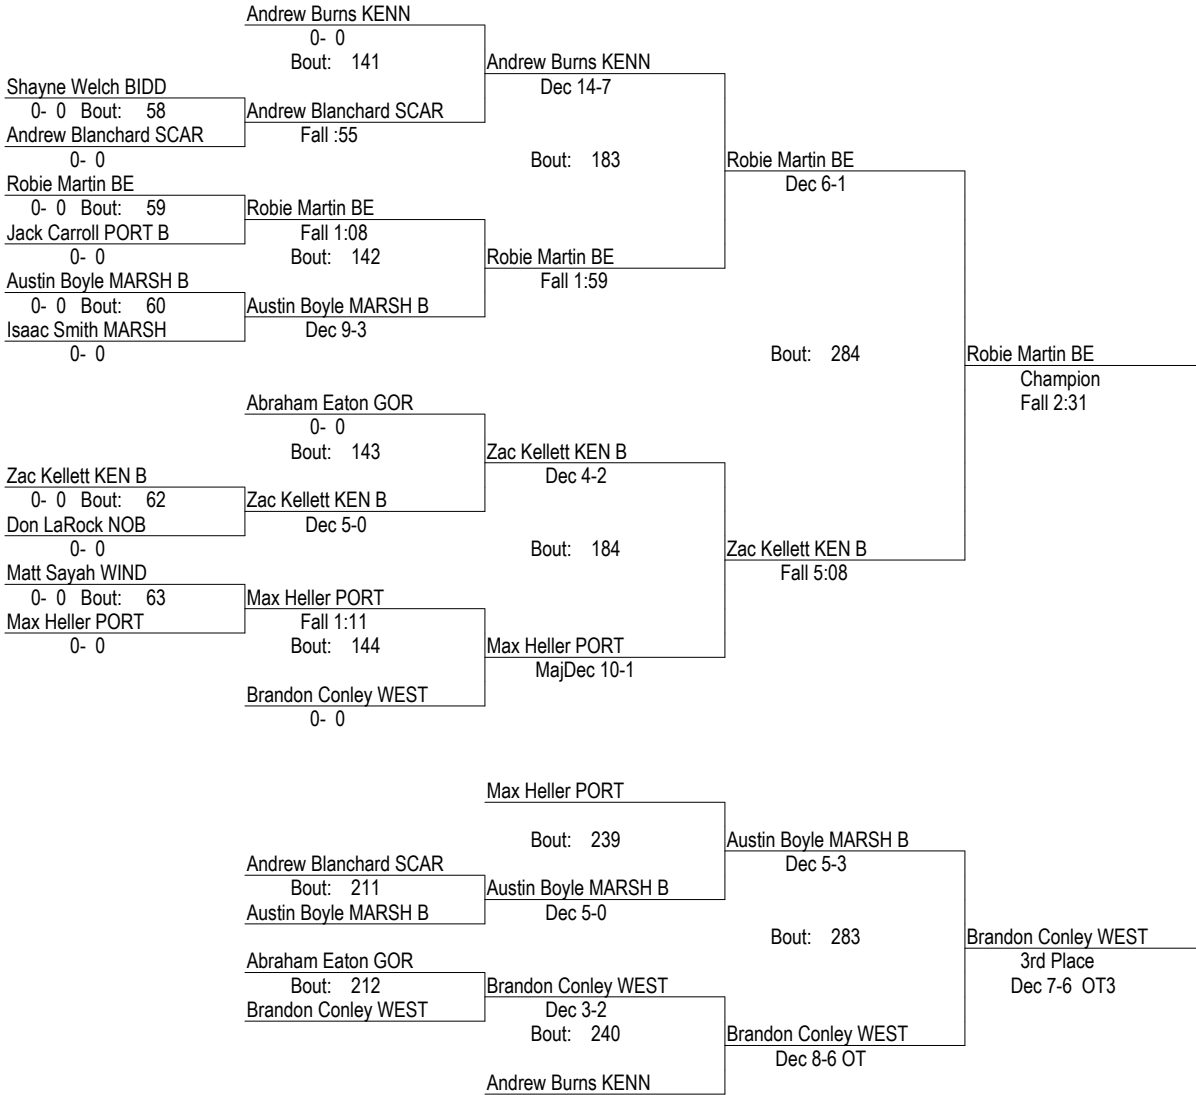 Andrew Burns KENN
0- 0
Bout: 141
Andrew Burns KENN
Dec 14-7
Shayne Welch BIDD
0- 0 Bout: 58
Andrew Blanchard SCAR
Fall :55
Andrew Blanchard SCAR
0- 0
Bout: 183
Robie Martin BE
Dec 6-1
Robie Martin BE
0- 0 Bout: 59
Robie Martin BE
Fall 1:08
Jack Carroll PORT B
0- 0
Bout: 142
Robie Martin BE
Fall 1:59
Austin Boyle MARSH B
0- 0 Bout: 60
Austin Boyle MARSH B
Dec 9-3
Isaac Smith MARSH
0- 0
Bout: 284
Robie Martin BE
Champion
Fall 2:31
Abraham Eaton GOR
0- 0
Bout: 143
Zac Kellett KEN B
Dec 4-2
Zac Kellett KEN B
0- 0 Bout: 62
Zac Kellett KEN B
Dec 5-0
Don LaRock NOB
0- 0
Bout: 184
Zac Kellett KEN B
Fall 5:08
Matt Sayah WIND
0- 0 Bout: 63
Max Heller PORT
Fall 1:11
Max Heller PORT
0- 0
Bout: 144
Max Heller PORT
MajDec 10-1
Brandon Conley WEST
0- 0
Max Heller PORT
Bout: 239
Austin Boyle MARSH B
Dec 5-3
Andrew Blanchard SCAR
Bout: 211
Austin Boyle MARSH B
Dec 5-0
Austin Boyle MARSH B
Bout: 283
Brandon Conley WEST
3rd Place
Dec 7-6 OT3
Abraham Eaton GOR
Bout: 212
Brandon Conley WEST
Dec 3-2
Brandon Conley WEST
Bout: 240
Brandon Conley WEST
Dec 8-6 OT
Andrew Burns KENN